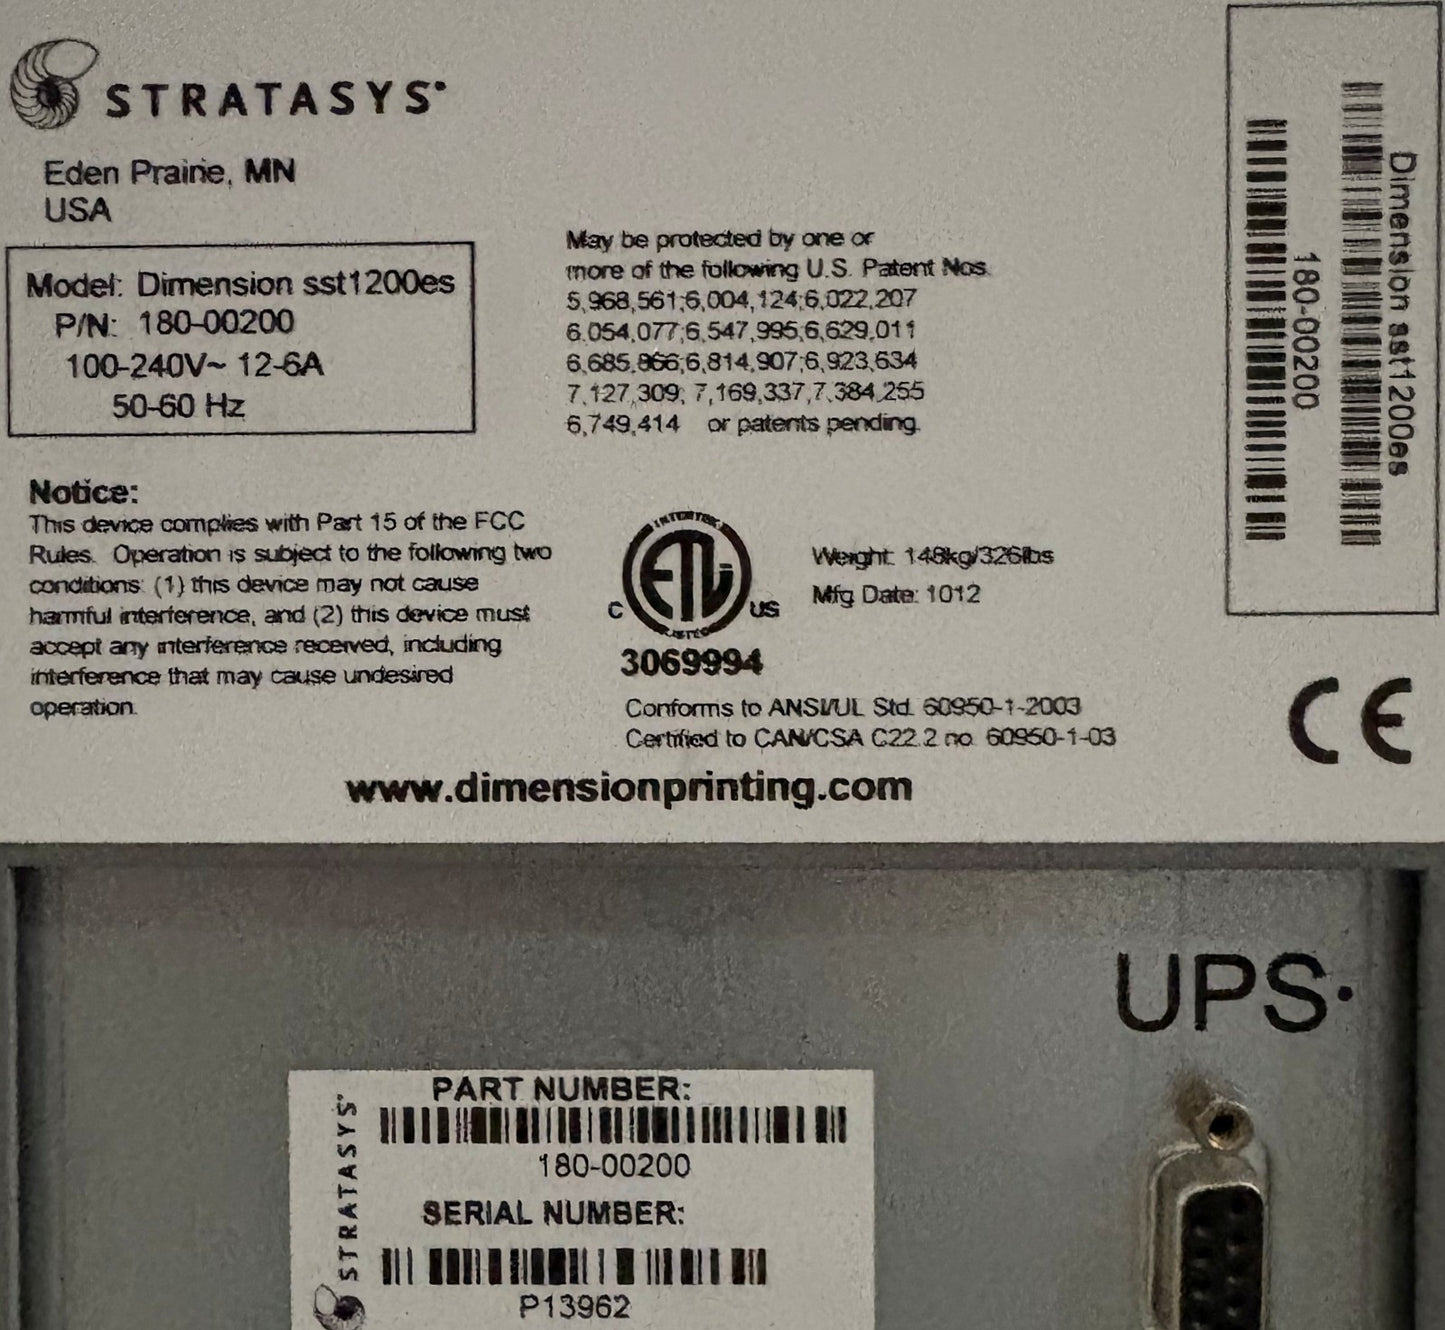 STRATASYS
Eden Prairie, MN
USA
Model: Dimension sst1200es
P/N: 180-00200
100-240V~ 12-6A
50-60 Hz
May be protected by one or
more of the following U.S. Patent Nos.
5,968,561;6,004,124;6,022,207
6,054,077;6,547,995;6,629,011
6,685,866;6,814,907;6,923,634
7,127,309; 7,169,337,7,384,255
6,749,414 or patents pending.
Notice:
This device complies with Part 15 of the FCC
Rules. Operation is subject to the following two
conditions: (1) this device may not cause
harmful interference, and (2) this device must
accept any interference received, including
interference that may cause undesired
operation.
INTERTEK
ETL
LISTED
C US
3069994
Weight: 148kg/326lbs
Mfg Date: 1012
Conforms to ANSI/UL Std. 60950-1-2003
Certified to CAN/CSA C22.2 no. 60950-1-03
www.dimensionprinting.com
180-00200
Dimension sst1200es
CE
UPS
STRATASYS
PART NUMBER:
180-00200
SERIAL NUMBER:
P13962